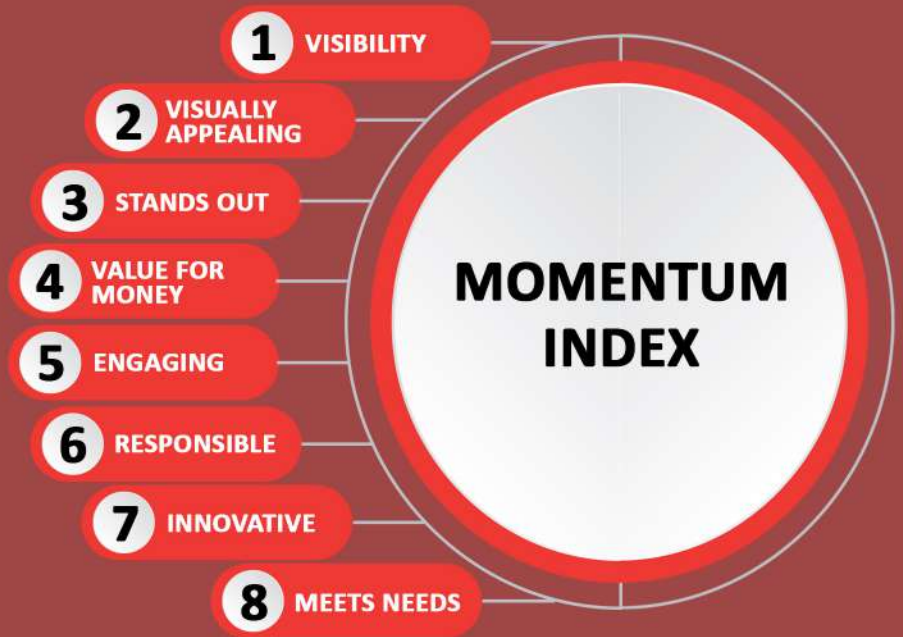 1 VISIBILITY
2 VISUALLY
APPEALING
3 STANDS OUT
4 VALUE FOR
MONEY
5 ENGAGING
6 RESPONSIBLE
7 INNOVATIVE
8 MEETS NEEDS
MOMENTUM
INDEX